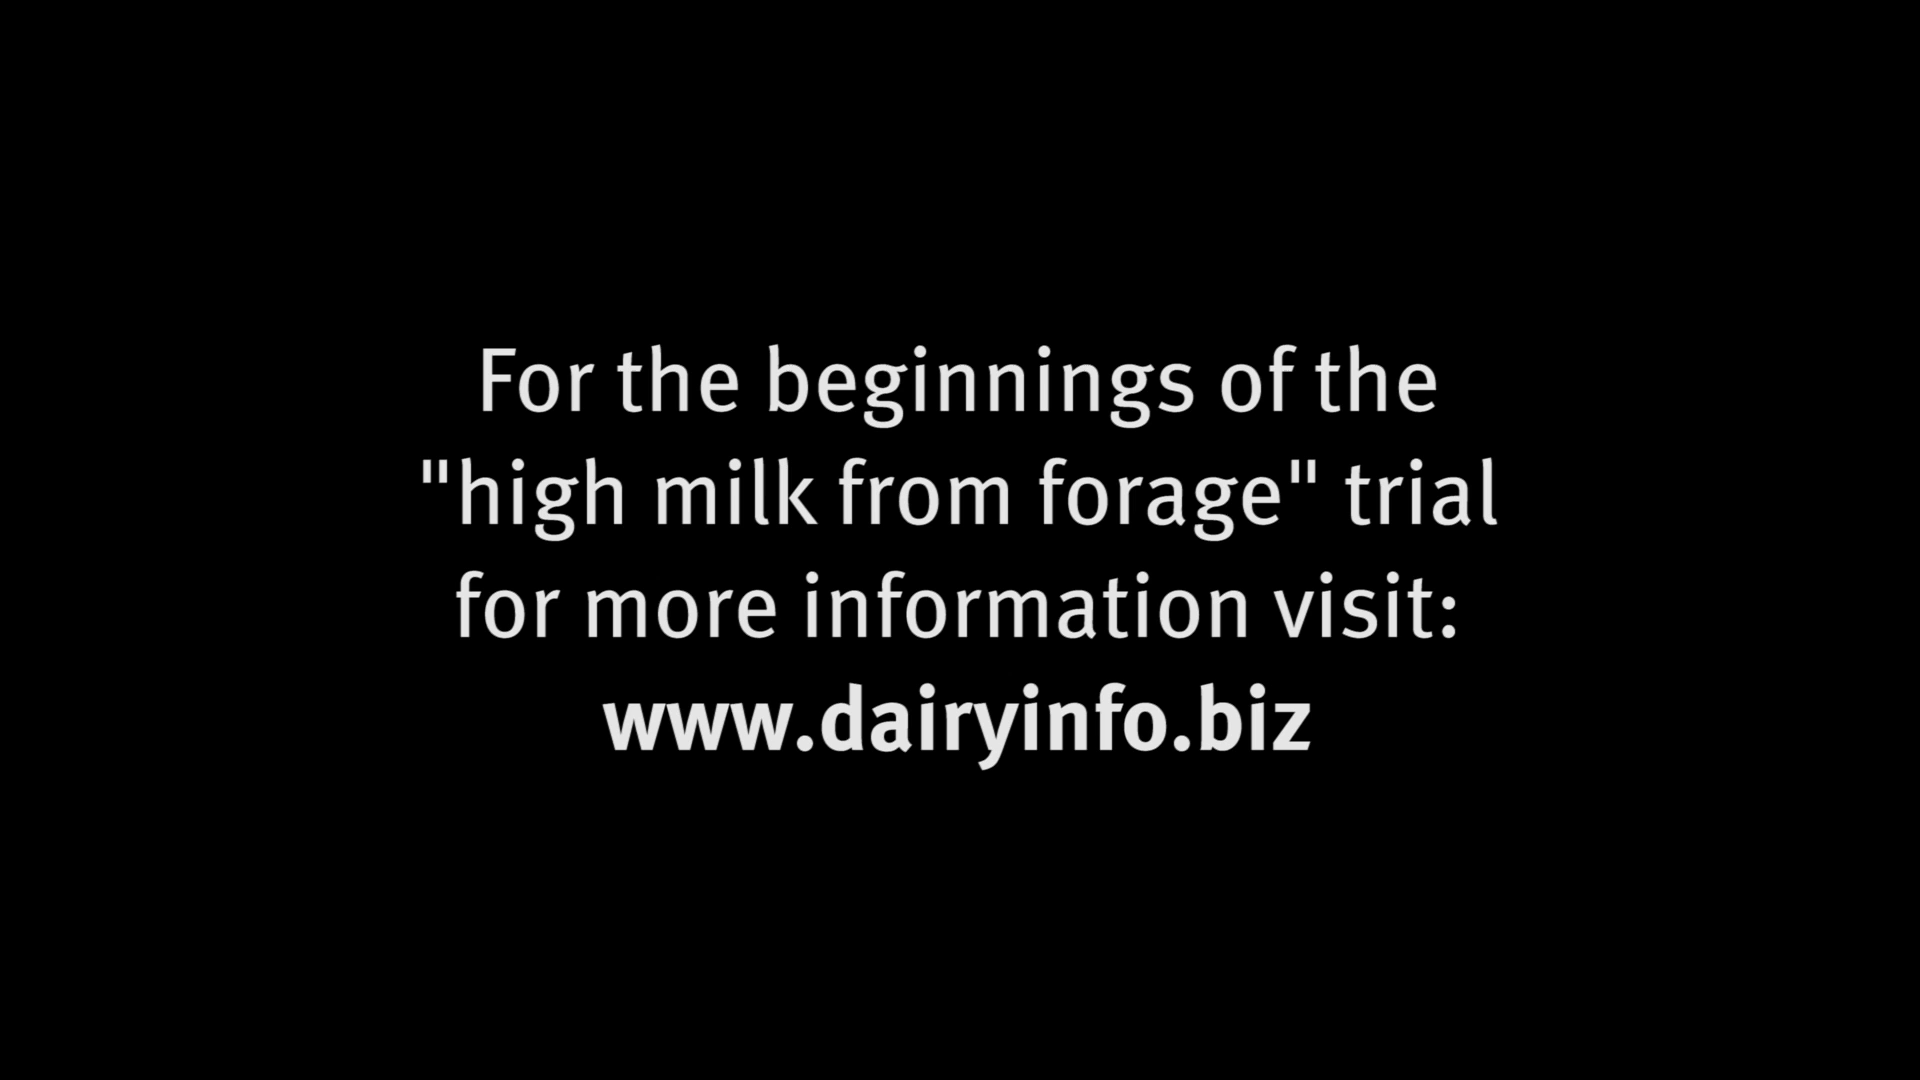 For the beginnings of the
"high milk from forage" trial
for more information visit:
www.dairyinfo.biz